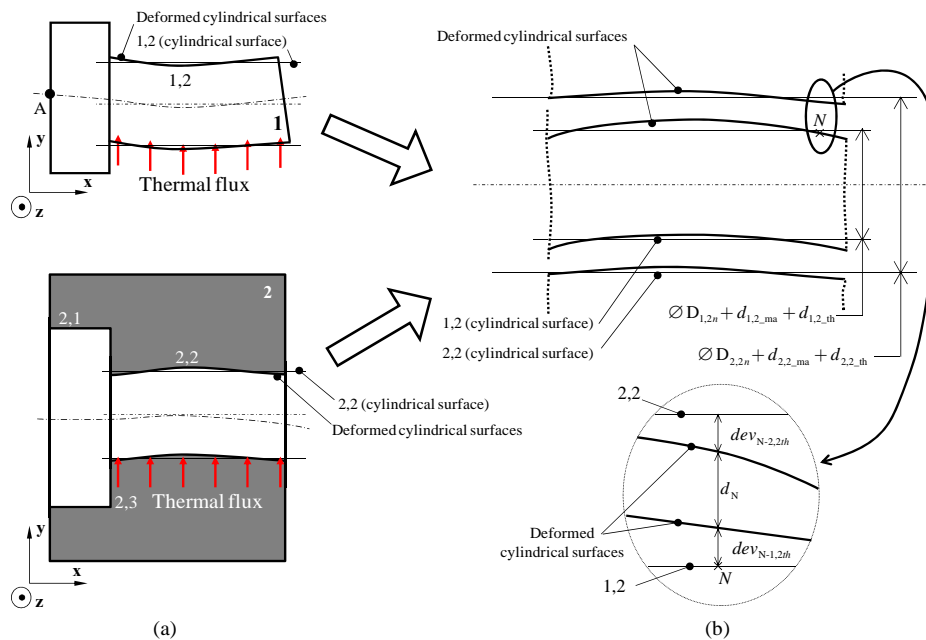 Deformed cylindrical surfaces
1,2 (cylindrical surface)
1,2
A
1
y
Thermal flux
x
z
2
2,1
2,2
2,2 (cylindrical surface)
Deformed cylindrical surfaces
Thermal flux
2,3
y
x
z
(a)
Deformed cylindrical surfaces
N
1,2 (cylindrical surface)
2,2 (cylindrical surface)
∅ D1,2n + d1,2_ma + d1,2_th
∅ D2,2n + d2,2_ma + d2,2_th
2,2
devN-2,2th
dN
Deformed
cylindrical surfaces
devN-1,2th
1,2
N
(b)